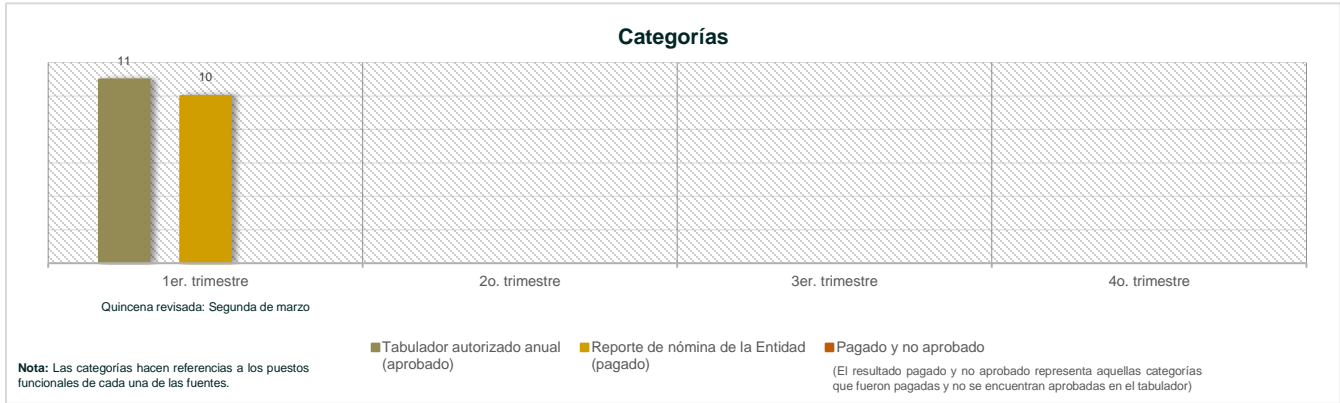 Categorías
11
10
1er. trimestre
2o. trimestre
3er. trimestre
4o. trimestre
Quincena revisada: Segunda de marzo
Tabulador autorizado anual
(aprobado)
Reporte de nómina de la Entidad
(pagado)
Pagado y no aprobado
(El resultado pagado y no aprobado representa aquellas categorías
que fueron pagadas y no se encuentran aprobadas en el tabulador)
Nota: Las categorías hacen referencias a los puestos
funcionales de cada una de las fuentes.